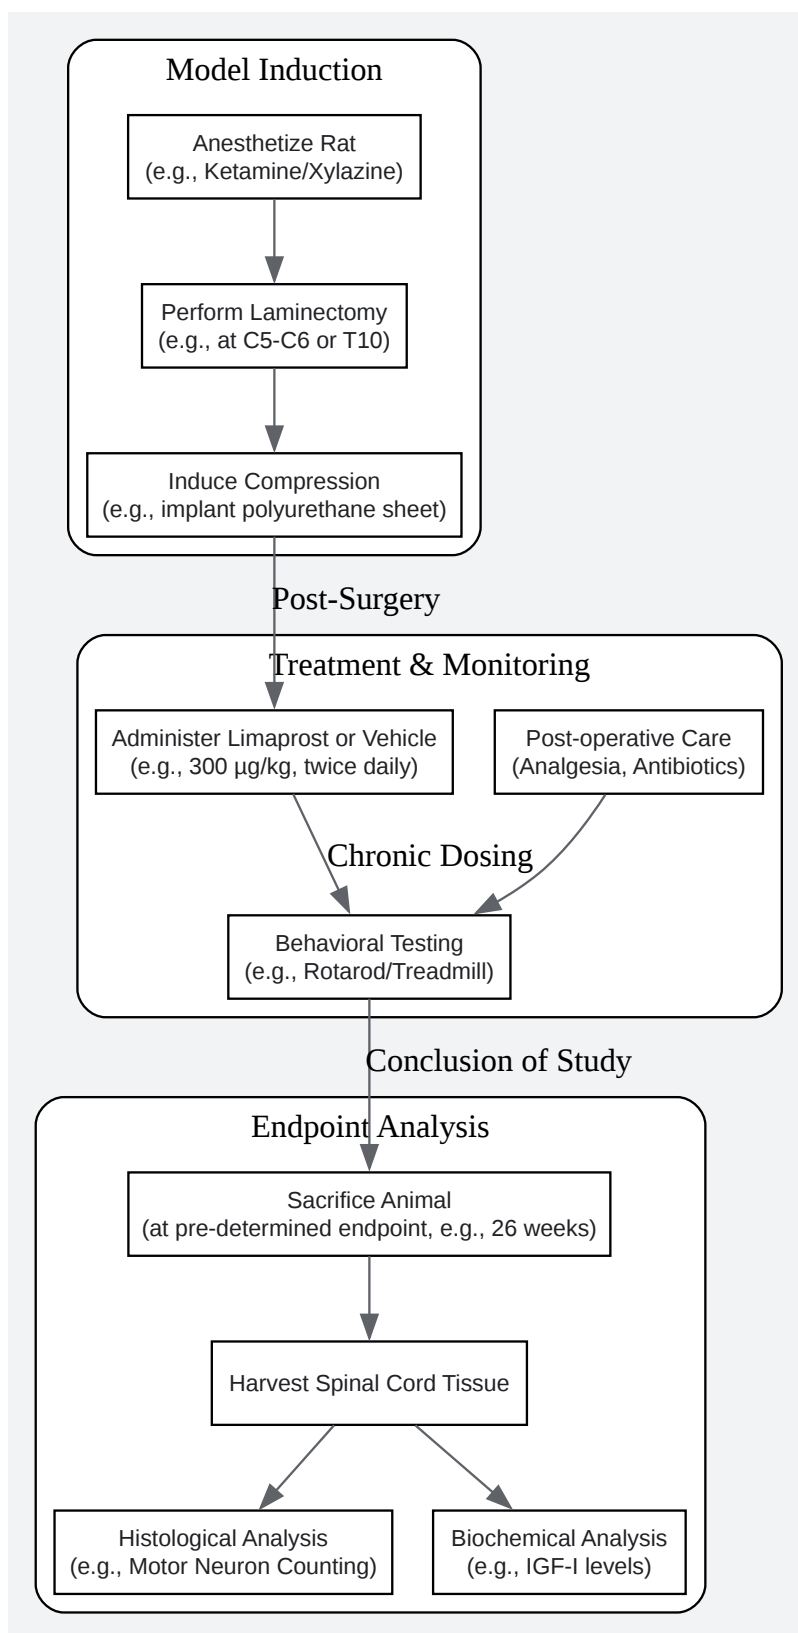 Model Induction
Anesthetize Rat
(e.g., Ketamine/Xylazine)
Perform Laminectomy
(e.g., at C5-C6 or T10)
Induce Compression
(e.g., implant polyurethane sheet)
Post-Surgery
Treatment & Monitoring
Administer Limaprost or Vehicle
(e.g., 300 µg/kg, twice daily)
Post-operative Care
(Analgesia, Antibiotics)
Chronic Dosing
Behavioral Testing
(e.g., Rotarod/Treadmill)
Conclusion of Study
Endpoint Analysis
Sacrifice Animal
(at pre-determined endpoint, e.g., 26 weeks)
Harvest Spinal Cord Tissue
Histological Analysis
(e.g., Motor Neuron Counting)
Biochemical Analysis
(e.g., IGF-I levels)